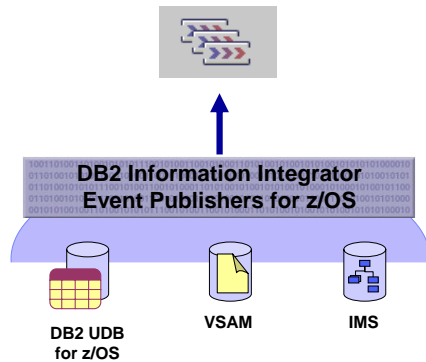 DB2 Information Integrator
Event Publishers for z/OS
DB2 UDB
for z/OS
VSAM
IMS